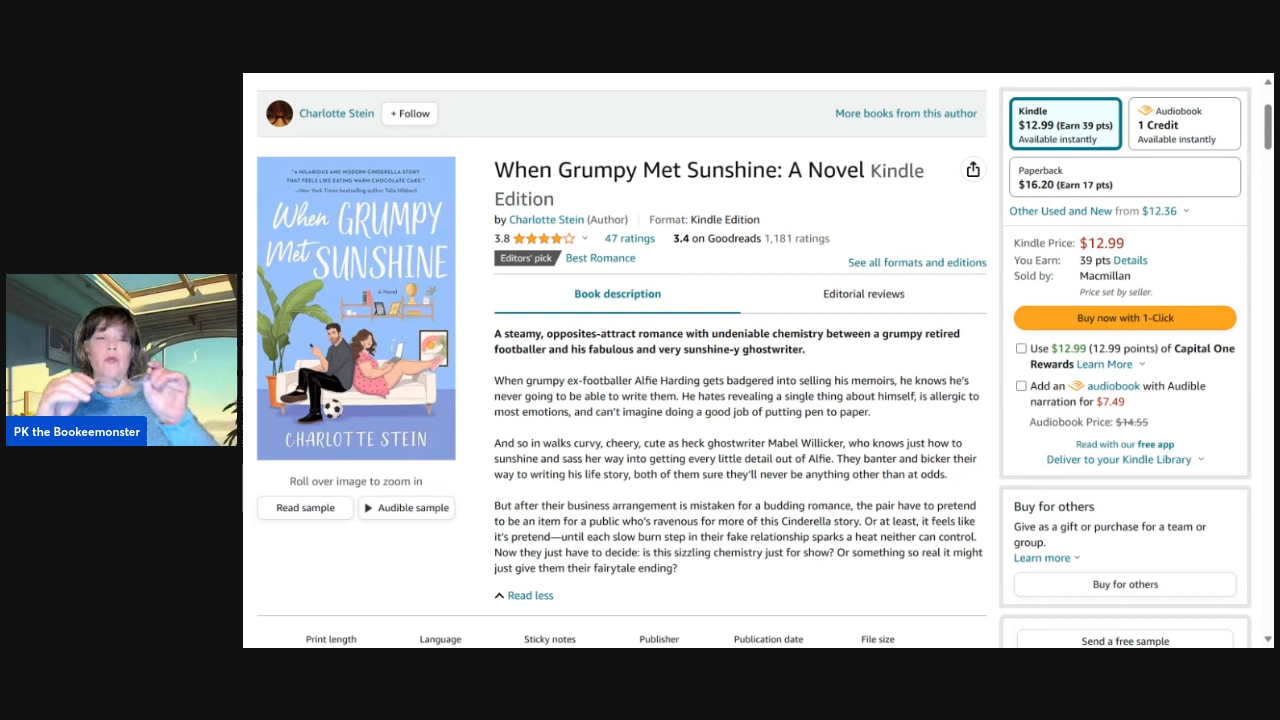 PK the Bookeemonster
Charlotte Stein
+ Follow
More books from this author
"A HILARIOUS AND MODERN CINDERELLA STORY
THAT FEELS LIKE EATING WARM CHOCOLATE CAKE."
—New York Times bestselling author Talia Hibbert
When GRUMPY
Met SUNSHINE
A Novel
CHARLOTTE STEIN
Roll over image to zoom in
Read sample
Audible sample
When Grumpy Met Sunshine: A Novel Kindle
Edition
by Charlotte Stein (Author) Format: Kindle Edition
3.8 47 ratings 3.4 on Goodreads 1,181 ratings
Editors' pick Best Romance
See all formats and editions
Book description
Editorial reviews
A steamy, opposites-attract romance with undeniable chemistry between a grumpy retired
footballer and his fabulous and very sunshine-y ghostwriter.
When grumpy ex-footballer Alfie Harding gets badgered into selling his memoirs, he knows he's
never going to be able to write them. He hates revealing a single thing about himself, is allergic to
most emotions, and can't imagine doing a good job of putting pen to paper.
And so in walks curvy, cheery, cute as heck ghostwriter Mabel Willicker, who knows just how to
sunshine and sass her way into getting every little detail out of Alfie. They banter and bicker their
way to writing his life story, both of them sure they'll never be anything other than at odds.
But after their business arrangement is mistaken for a budding romance, the pair have to pretend
to be an item for a public who's ravenous for more of this Cinderella story. Or at least, it feels like
it's pretend—until each slow burn step in their fake relationship sparks a heat neither can control.
Now they just have to decide: is this sizzling chemistry just for show? Or something so real it might
just give them their fairytale ending?
Read less
Print length
Language
Sticky notes
Publisher
Publication date
File size
Kindle
$12.99 (Earn 39 pts)
Available instantly
Audiobook
1 Credit
Available instantly
Paperback
$16.20 (Earn 17 pts)
Other Used and New from $12.36
Kindle Price: $12.99
You Earn: 39 pts Details
Sold by: Macmillan
Price set by seller.
Buy now with 1-Click
Use $12.99 (12.99 points) of Capital One
Rewards Learn More
Add an audiobook with Audible
narration for $7.49
Audiobook Price: $14.55
Read with our free app
Deliver to your Kindle Library
Buy for others
Give as a gift or purchase for a team or
group.
Learn more
Buy for others
Send a free sample